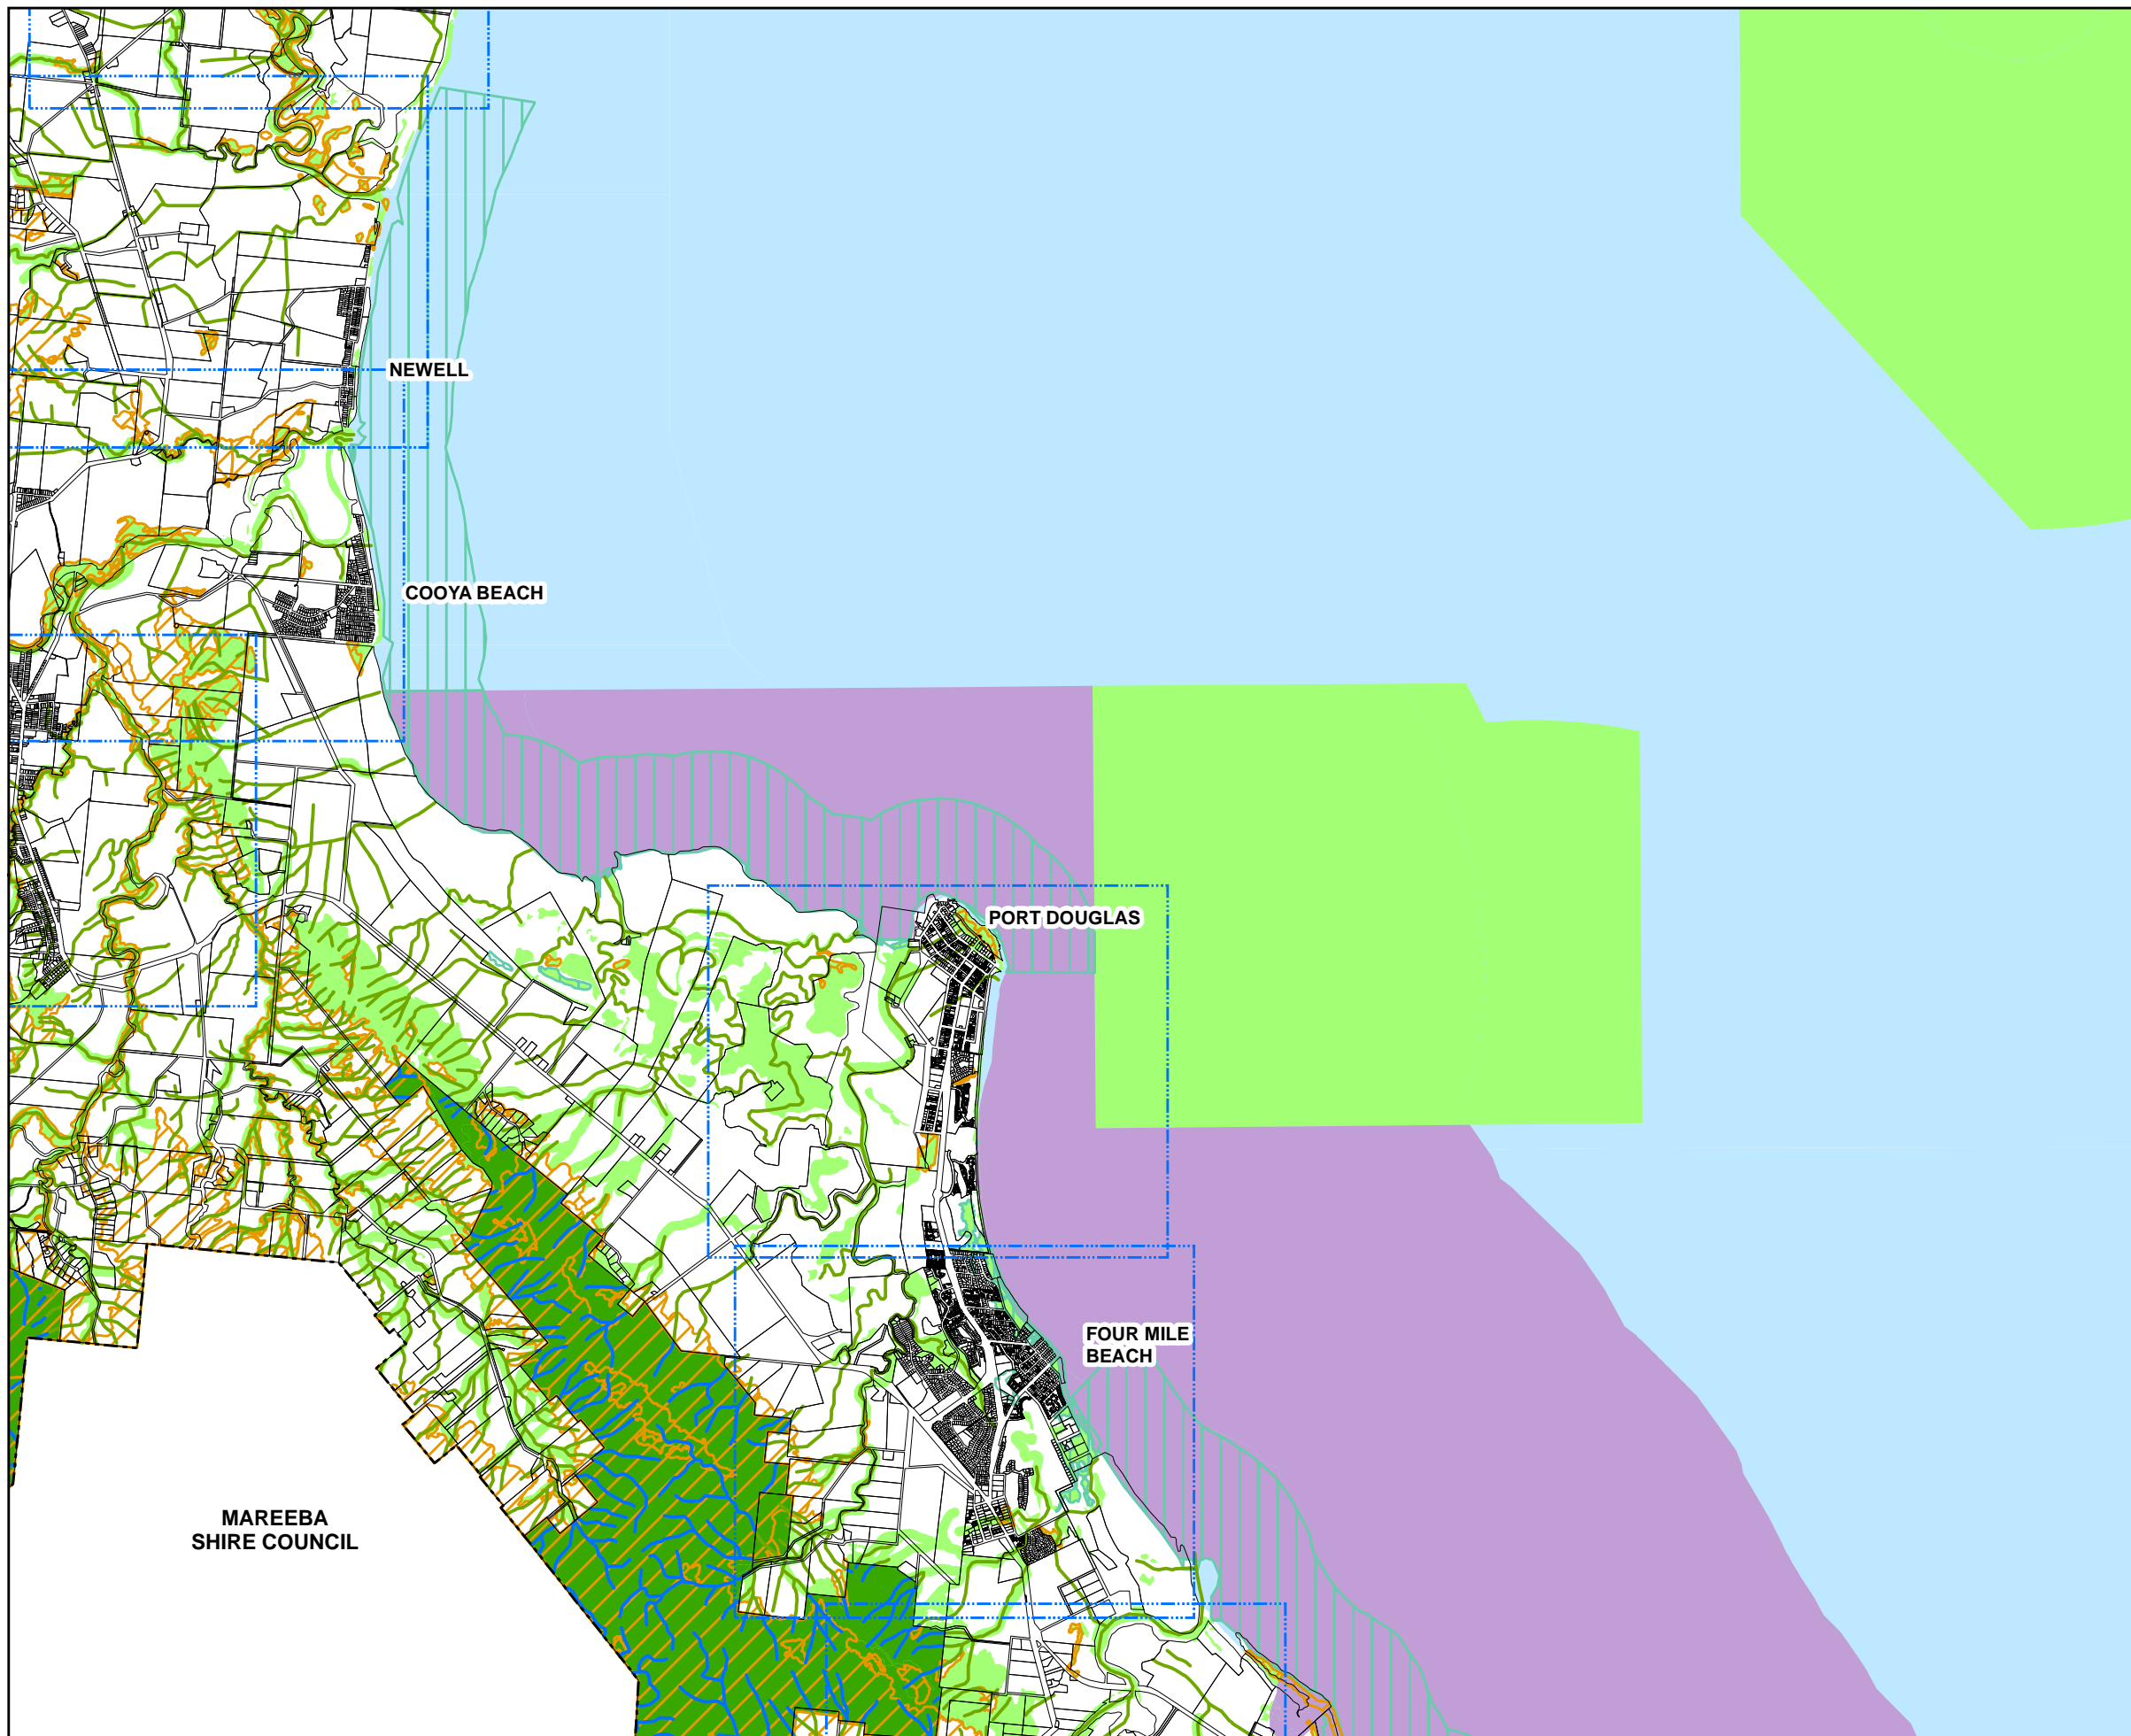 NEWELL
COOYA BEACH
PORT DOUGLAS
FOUR MILE
BEACH
MAREEBA
SHIRE COUNCIL